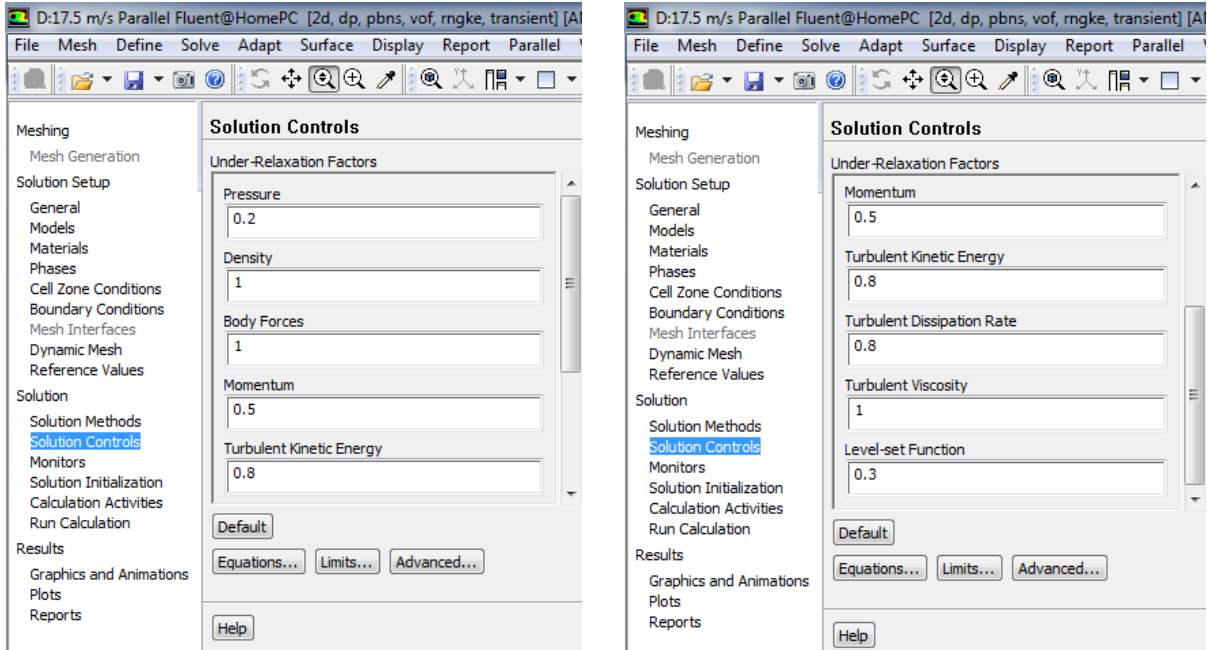 D:17.5 m/s Parallel Fluent@HomePC [2d, dp, pbns, vof, rngke, transient] [A
File Mesh Define Solve Adapt Surface Display Report Parallel
Meshing
Mesh Generation
Solution Setup
General
Models
Materials
Phases
Cell Zone Conditions
Boundary Conditions
Mesh Interfaces
Dynamic Mesh
Reference Values
Solution
Solution Methods
Solution Controls
Monitors
Solution Initialization
Calculation Activities
Run Calculation
Results
Graphics and Animations
Plots
Reports
Solution Controls
Under-Relaxation Factors
Pressure
0.2
Density
1
Body Forces
1
Momentum
0.5
Turbulent Kinetic Energy
0.8
Default
Equations... Limits... Advanced...
Help
D:17.5 m/s Parallel Fluent@HomePC [2d, dp, pbns, vof, rngke, transient] [A
File Mesh Define Solve Adapt Surface Display Report Parallel
Meshing
Mesh Generation
Solution Setup
General
Models
Materials
Phases
Cell Zone Conditions
Boundary Conditions
Mesh Interfaces
Dynamic Mesh
Reference Values
Solution
Solution Methods
Solution Controls
Monitors
Solution Initialization
Calculation Activities
Run Calculation
Results
Graphics and Animations
Plots
Reports
Solution Controls
Under-Relaxation Factors
Momentum
0.5
Turbulent Kinetic Energy
0.8
Turbulent Dissipation Rate
0.8
Turbulent Viscosity
1
Level-set Function
0.3
Default
Equations... Limits... Advanced...
Help